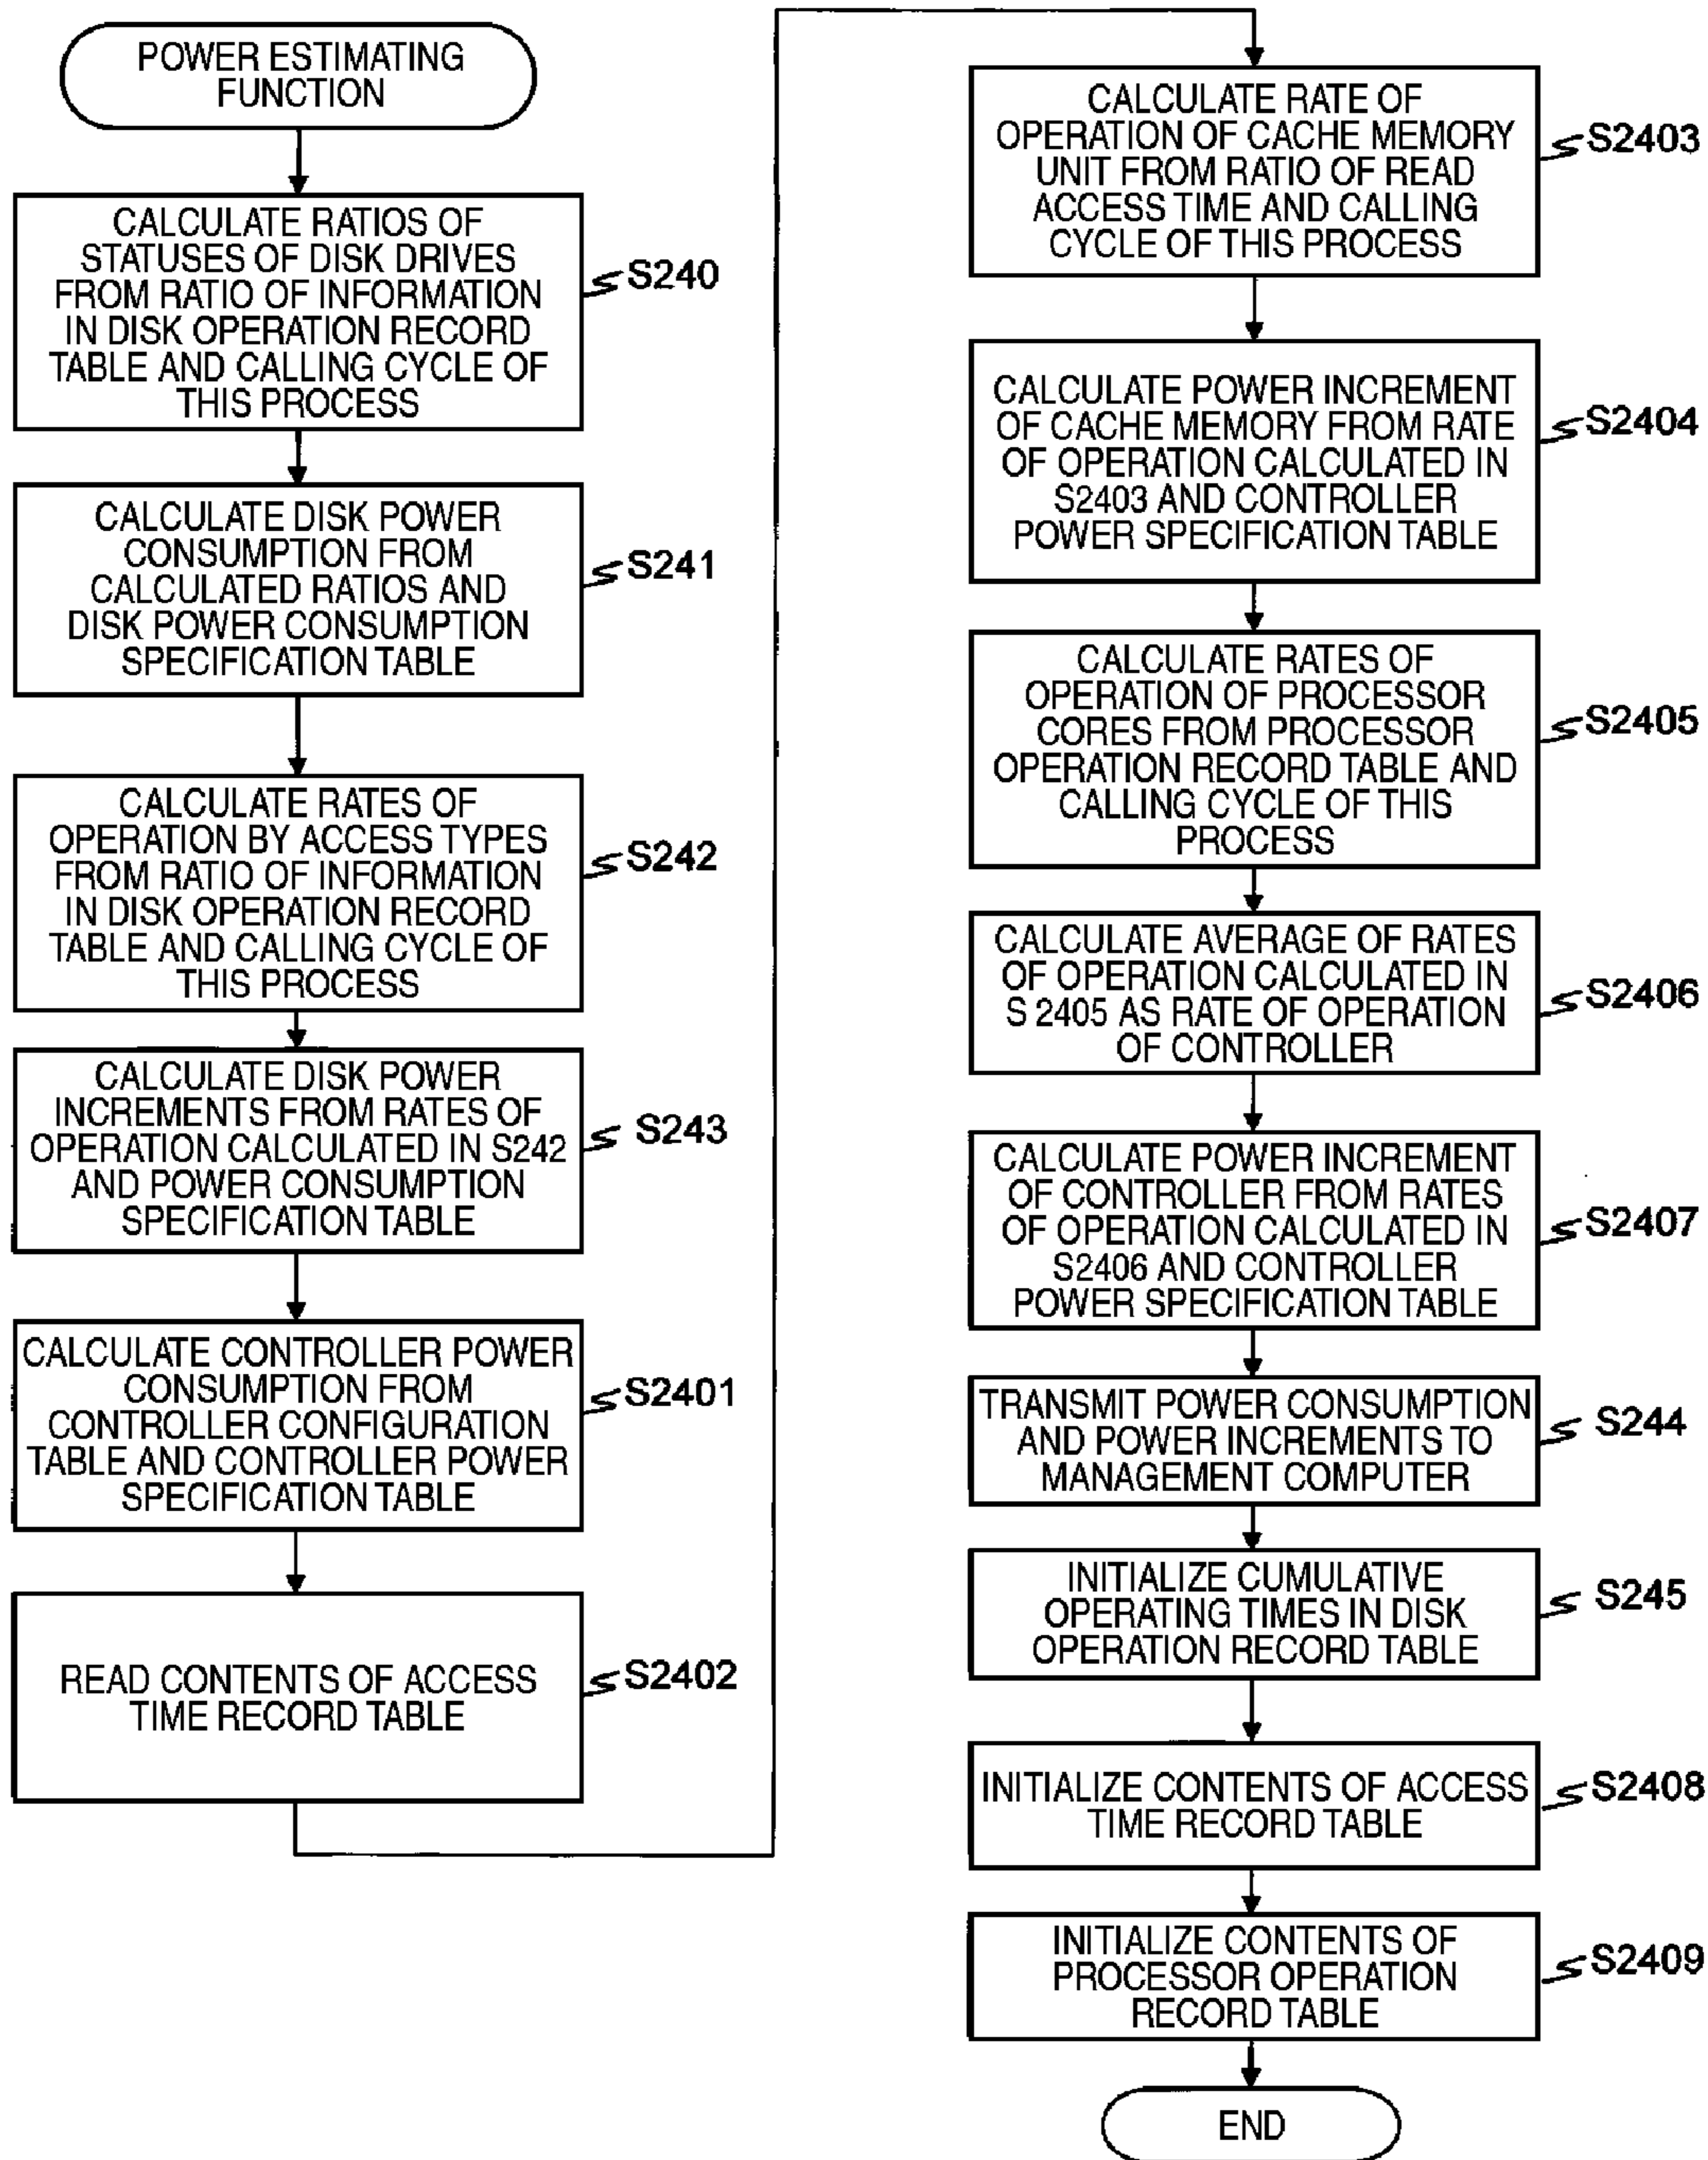 POWER ESTIMATING
FUNCTION
CALCULATE RATIOS OF
STATUSES OF DISK DRIVES
FROM RATIO OF INFORMATION
IN DISK OPERATION RECORD
TABLE AND CALLING CYCLE OF
THIS PROCESS
S240
CALCULATE DISK POWER
CONSUMPTION FROM
CALCULATED RATIOS AND
DISK POWER CONSUMPTION
SPECIFICATION TABLE
S241
CALCULATE RATES OF
OPERATION BY ACCESS TYPES
FROM RATIO OF INFORMATION
IN DISK OPERATION RECORD
TABLE AND CALLING CYCLE OF
THIS PROCESS
S242
CALCULATE DISK POWER
INCREMENTS FROM RATES OF
OPERATION CALCULATED IN S242
AND POWER CONSUMPTION
SPECIFICATION TABLE
S243
CALCULATE CONTROLLER POWER
CONSUMPTION FROM
CONTROLLER CONFIGURATION
TABLE AND CONTROLLER POWER
SPECIFICATION TABLE
S2401
READ CONTENTS OF ACCESS
TIME RECORD TABLE
S2402
CALCULATE RATE OF
OPERATION OF CACHE MEMORY
UNIT FROM RATIO OF READ
ACCESS TIME AND CALLING
CYCLE OF THIS PROCESS
S2403
CALCULATE POWER INCREMENT
OF CACHE MEMORY FROM RATE
OF OPERATION CALCULATED IN
S2403 AND CONTROLLER
POWER SPECIFICATION TABLE
S2404
CALCULATE RATES OF
OPERATION OF PROCESSOR
CORES FROM PROCESSOR
OPERATION RECORD TABLE AND
CALLING CYCLE OF THIS
PROCESS
S2405
CALCULATE AVERAGE OF RATES
OF OPERATION CALCULATED IN
S 2405 AS RATE OF OPERATION
OF CONTROLLER
S2406
CALCULATE POWER INCREMENT
OF CONTROLLER FROM RATES
OF OPERATION CALCULATED IN
S2406 AND CONTROLLER
POWER SPECIFICATION TABLE
S2407
TRANSMIT POWER CONSUMPTION
AND POWER INCREMENTS TO
MANAGEMENT COMPUTER
S244
INITIALIZE CUMULATIVE
OPERATING TIMES IN DISK
OPERATION RECORD TABLE
S245
INITIALIZE CONTENTS OF ACCESS
TIME RECORD TABLE
S2408
INITIALIZE CONTENTS OF
PROCESSOR OPERATION
RECORD TABLE
S2409
END